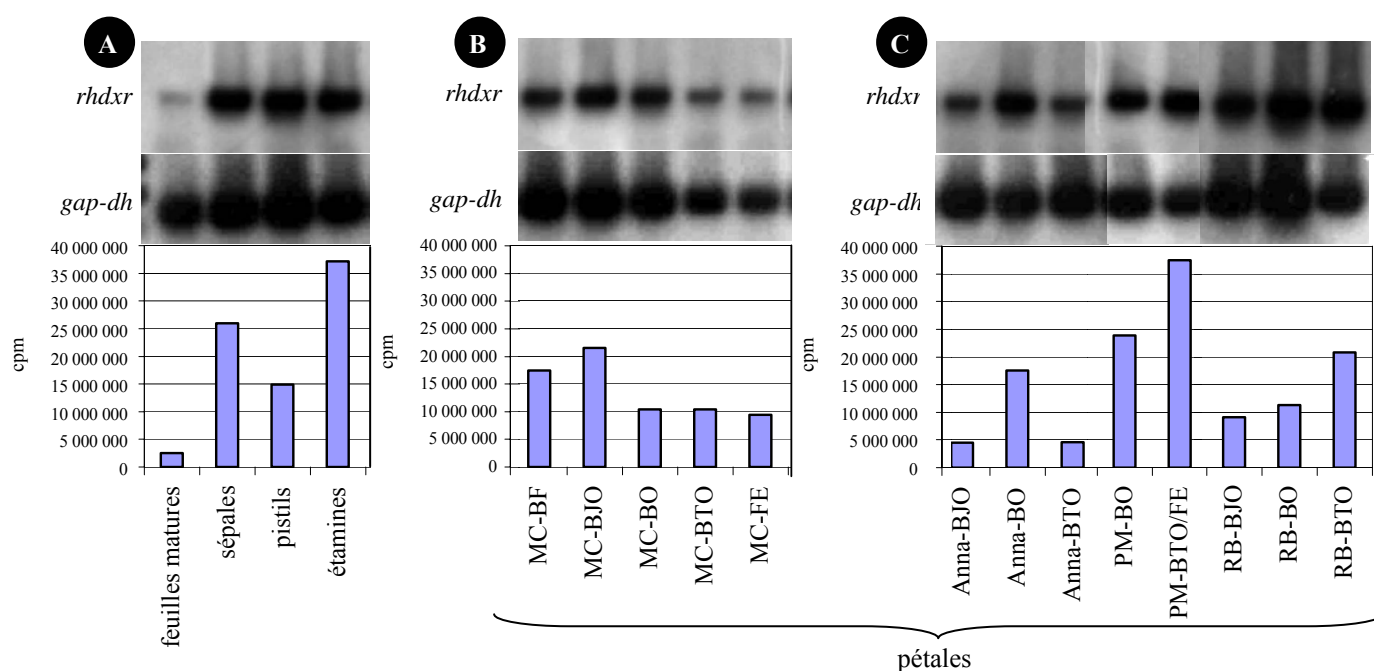 A
rhdxr
gap-dh
40 000 000
35 000 000
30 000 000
25 000 000
20 000 000
15 000 000
10 000 000
5 000 000
0
cpm
feuilles matures
sépales
pistils
étamines
B
rhdxr
gap-dh
40 000 000
35 000 000
30 000 000
25 000 000
20 000 000
15 000 000
10 000 000
5 000 000
0
cpm
MC-BF
MC-BJO
MC-BO
MC-BTO
MC-FE
C
rhdxr
gap-dh
40 000 000
35 000 000
30 000 000
25 000 000
20 000 000
15 000 000
10 000 000
5 000 000
0
cpm
Anna-BJO
Anna-BO
Anna-BTO
PM-BO
PM-BTO/FE
RB-BJO
RB-BO
RB-BTO
pétales